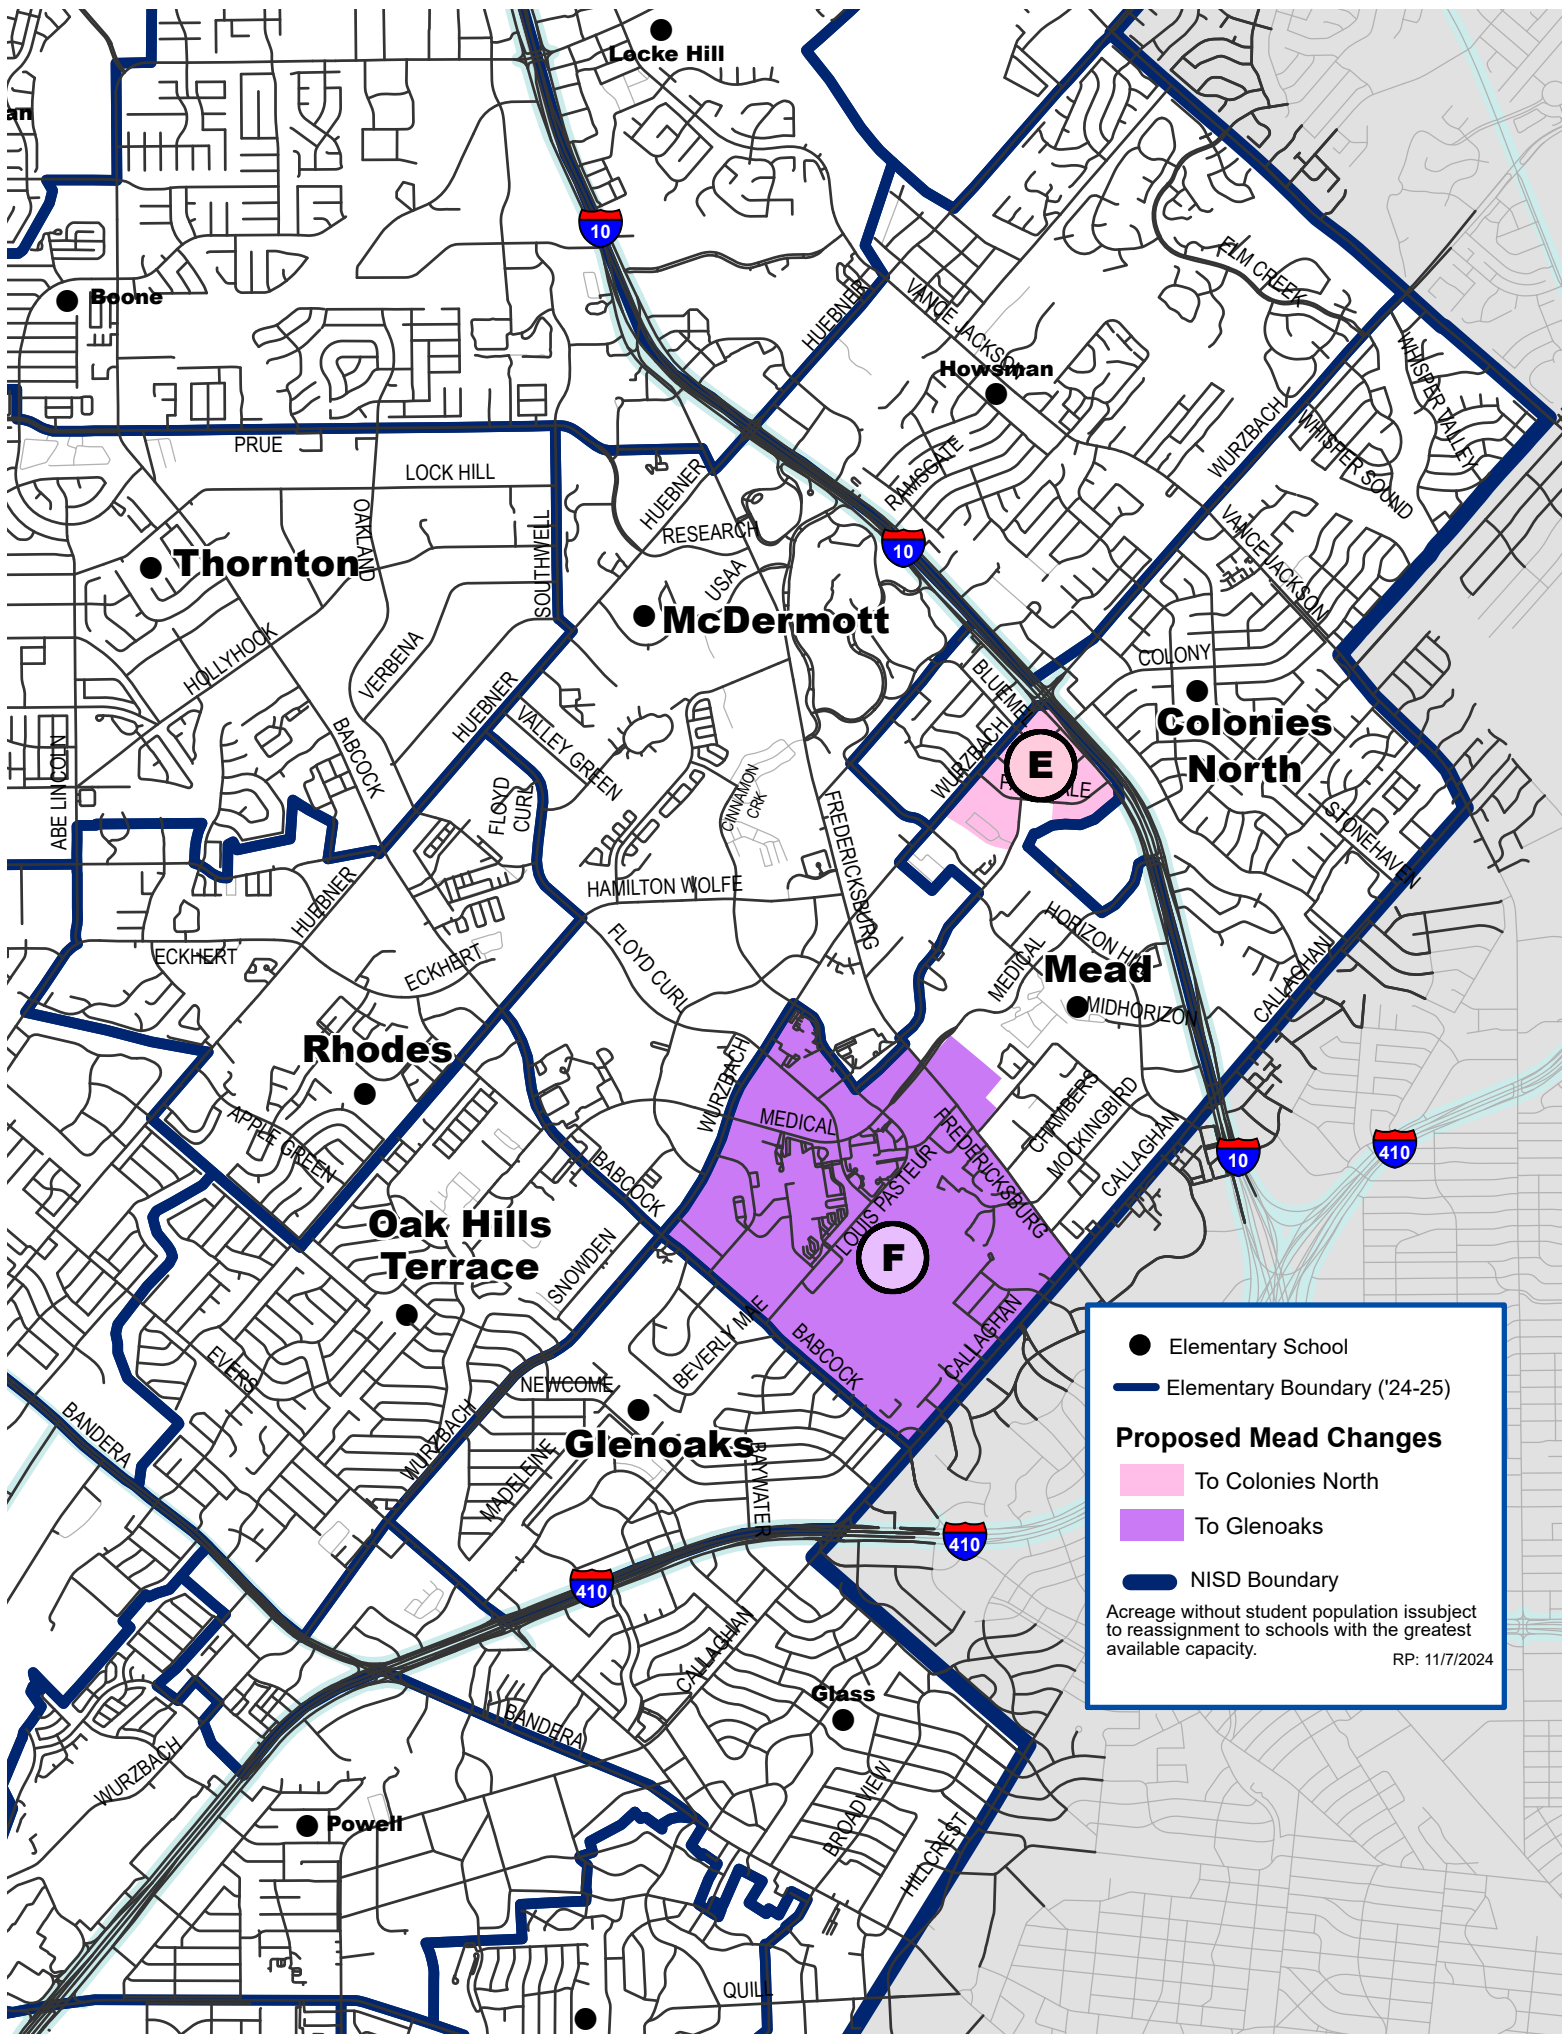 Locke Hill
an
10
Boone
ELM CREEK
HUEBNER
VANCE JACKSON
Howsman
WHISPER VALLEY
WURZBACH
WHISPER SOUND
PRUE
LOCK HILL
HUEBNER
RAMSGATE
OAKLAND
SOUTHWELL
RESEARCH
10
VANCE JACKSON
Thornton
USAA
McDermott
HOLLYHOCK
VERBENA
COLONY
BLUEMEL
HUEBNER
Colonies
North
VALLEY GREEN
BABCOCK
WURZBACH
E
ABE LINCOLN
FLOYD
CURL
CINNAMON
CRK
FREDERICKSBURG
STONEHAVEN
HAMILTON WOLFE
HUEBNER
ECKHERT
ECKHERT
FLOYD CURL
HORIZON HILL
MEDICAL
Mead
CALLAGHAN
MIDHORIZON
Rhodes
WURZBACH
APPLE GREEN
MEDICAL
FREDERICKSBURG
CHAMBERS
MOCKINGBIRD
CALLAGHAN
10
410
BABCOCK
LOUIS PASTEUR
Oak Hills
Terrace
SNOWDEN
F
BEVERLY MAE
BABCOCK
CALLAGHAN
EVERS
NEWCOME
WURZBACH
Glenoaks
BANDERA
MADELEINE
BAYWATER
410
410
CALLAGHAN
Glass
BANDERA
WURZBACH
Powell
BROADVIEW
HILLCREST
QUILL
Elementary School
Elementary Boundary ('24-25)
Proposed Mead Changes
To Colonies North
To Glenoaks
NISD Boundary
Acreage without student population issubject
to reassignment to schools with the greatest
available capacity.
RP: 11/7/2024